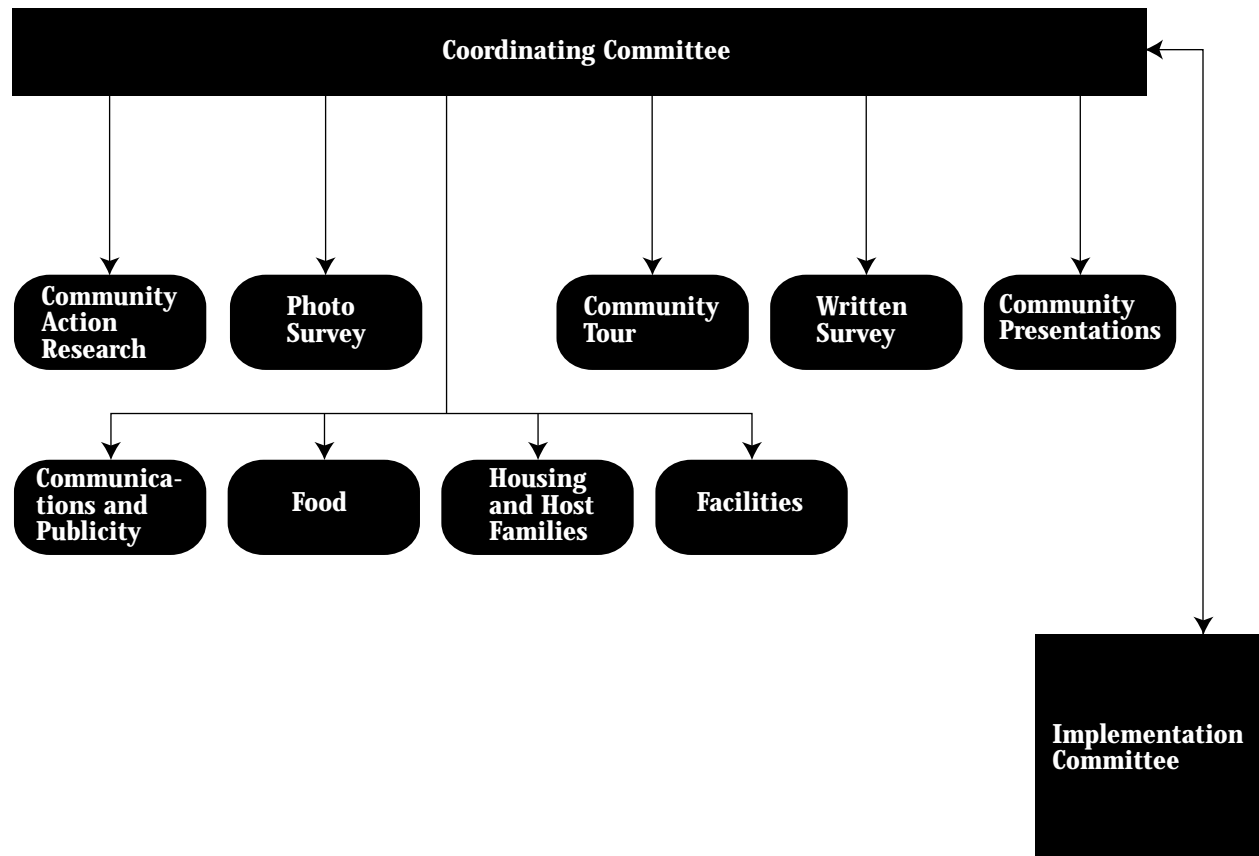 Coordinating Committee
Community
Action
Research
Photo
Survey
Community
Tour
Written
Survey
Community
Presentations
Communica-
tions and
Publicity
Food
Housing
and Host
Families
Facilities
Implementation
Committee